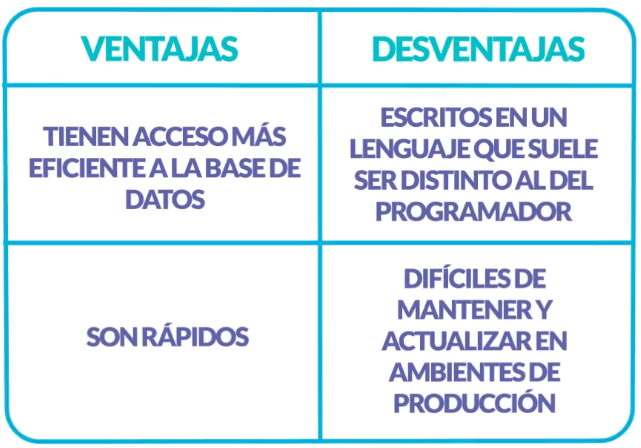 VENTAJAS
DESVENTAJAS
TIENEN ACCESO MÁS
EFICIENTE A LA BASE DE
DATOS
ESCRITOS EN UN
LENGUAJE QUE SUELE
SER DISTINTO AL DEL
PROGRAMADOR
SON RÁPIDOS
DIFÍCILES DE
MANTENER Y
ACTUALIZAR EN
AMBIENTES DE
PRODUCCIÓN